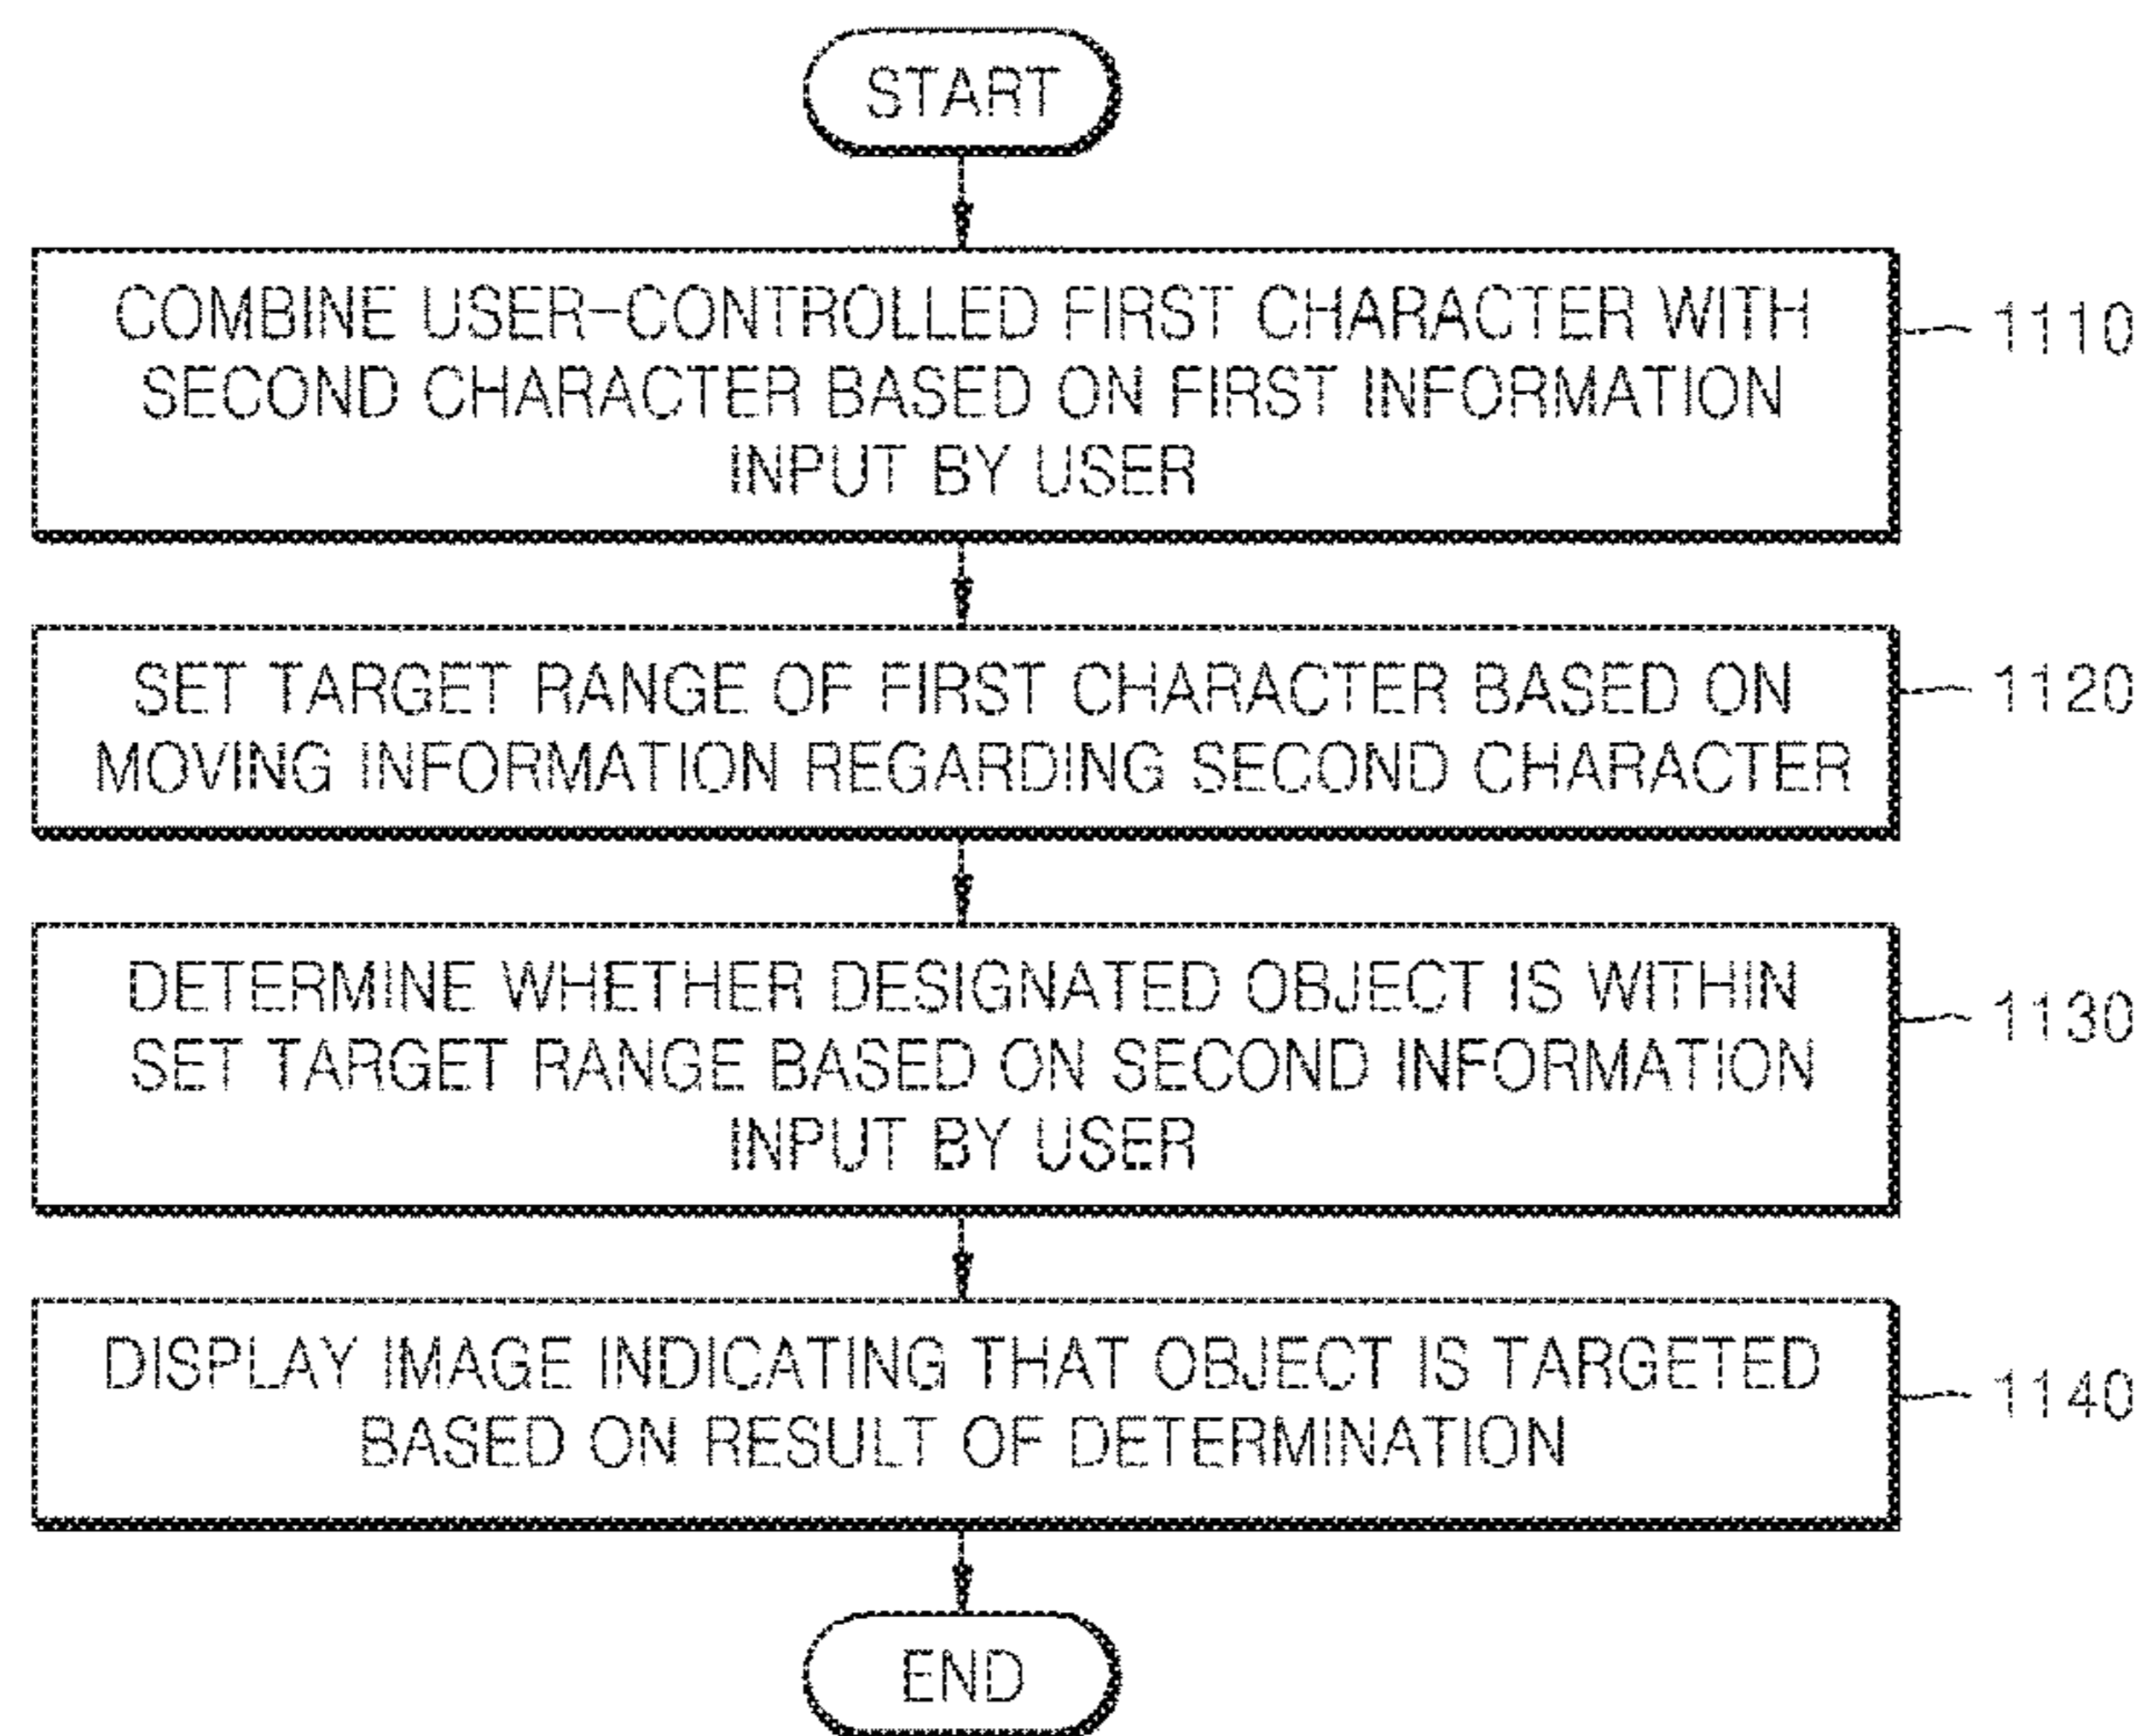 START
COMBINE USER-CONTROLLED FIRST CHARACTER WITH
SECOND CHARACTER BASED ON FIRST INFORMATION
INPUT BY USER
1110
SET TARGET RANGE OF FIRST CHARACTER BASED ON
MOVING INFORMATION REGARDING SECOND CHARACTER
1120
DETERMINE WHETHER DESIGNATED OBJECT IS WITHIN
SET TARGET RANGE BASED ON SECOND INFORMATION
INPUT BY USER
1130
DISPLAY IMAGE INDICATING THAT OBJECT IS TARGETED
BASED ON RESULT OF DETERMINATION
1140
END